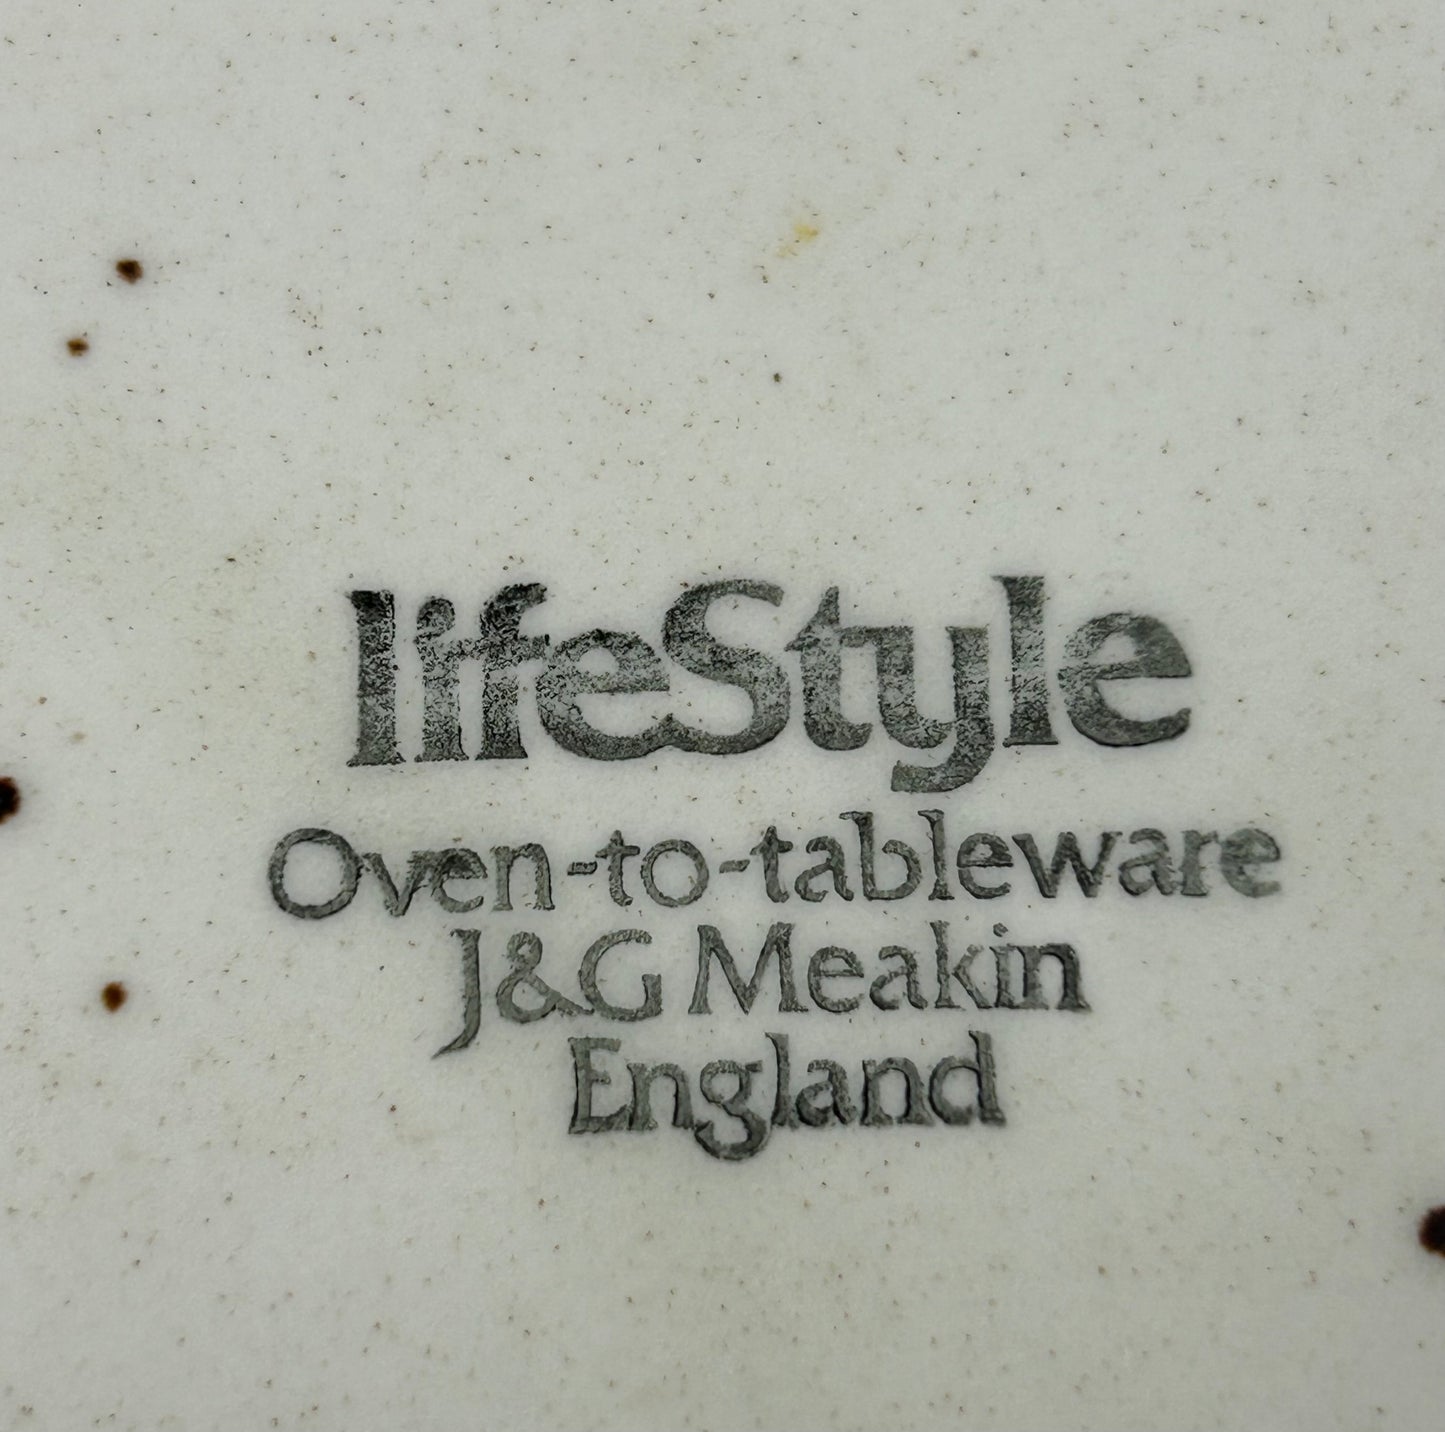 lifeStyle
Oven-to-tableware
J&G Meakin
England